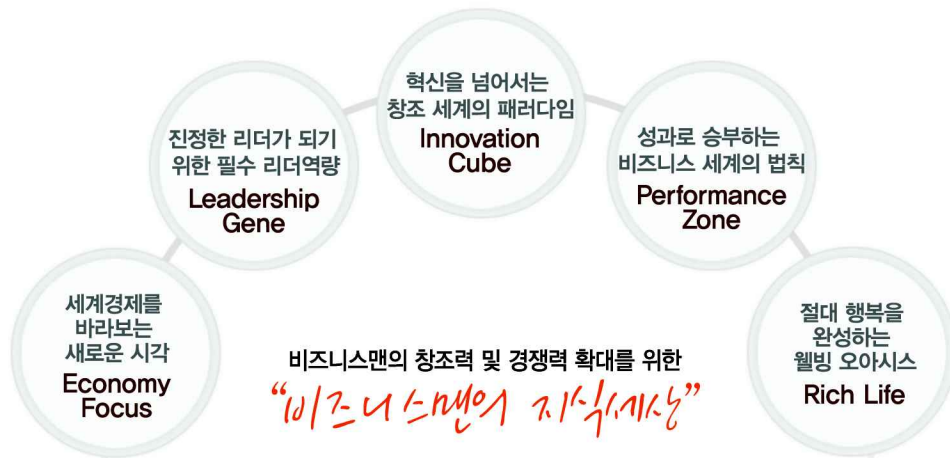 세계경제를
바라보는
새로운 시각
Economy
Focus
진정한 리더가 되기
위한 필수 리더역량
Leadership
Gene
혁신을 넘어서는
창조 세계의 패러다임
Innovation
Cube
성과로 승부하는
비즈니스 세계의 법칙
Performance
Zone
절대 행복을
완성하는
웰빙 오아시스
Rich Life
비즈니스맨의 창조력 및 경쟁력 확대를 위한
“비즈니스맨의 지식세상”